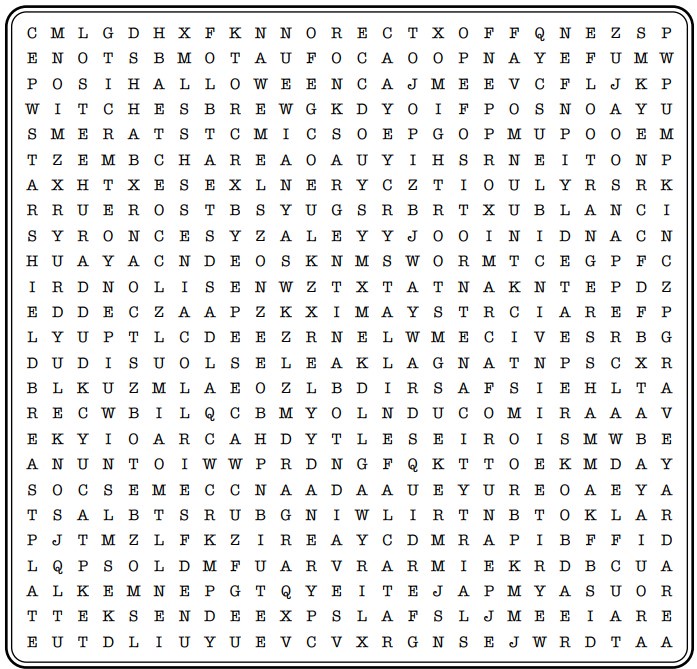 C M L G D H X F K N N O R E C T X O F F Q N E Z S P
E N O T S B M O T A U F O C A O O P N A Y E F U M W
P O S I H A L L O W E E N C A J M E E V C F L J K P
W I T C H E S B R E W G K D Y O I F P O S N O A Y U
S M E R A T S T C M I C S O E P G O P M U P O O E M
T Z E M B C H A R E A O A U Y I H S R N E I T O N P
A X H T X E S E X L N E R Y C Z T I O U L Y R S R K
R R U E R O S T B S Y U G S R B R T X U B L A N C I
S Y R O N C E S Y Z A L E Y Y J O O I N I D N A C N
H U A Y A C N D E O S K N M S W O R M T C E G P F C
I R D N O L I S E N W Z T X T A T N A K N T E P D Z
E D D E C Z A A P Z K X I M A Y S T R C I A R E F P
L Y U P T L C D E E Z R N E L W M E C I V E S R B G
D U D I S U O L S E L E A K L A G N A T N P S C X R
B L K U Z M L A E O Z L B D I R S A F S I E H L T A
R E C W B I L Q C B M Y O L N D U C O M I R A A A V
E K Y I O A R C A H D Y T L E S E I R O I S M W B E
A N U N T O I W W P R D N G F Q K T T O E K M D A Y
S O C S E M E C C N A A D A A U E Y U R E O A E Y A
T S A L B T S R U B G N I W L I R T N B T O K L A R
P J T M Z L F K Z I R E A Y C D M R A P I B F F I D
L Q P S O L D M F U A R V R A R M I E K R D B C U A
A L K E M N E P G T Q Y E I T E J A P M Y A S U O R
T T E K S E N D E E X P S L A F S L J M E E I A R E
E U T D L I U Y U E V C V X R G N S E J W R D T A A